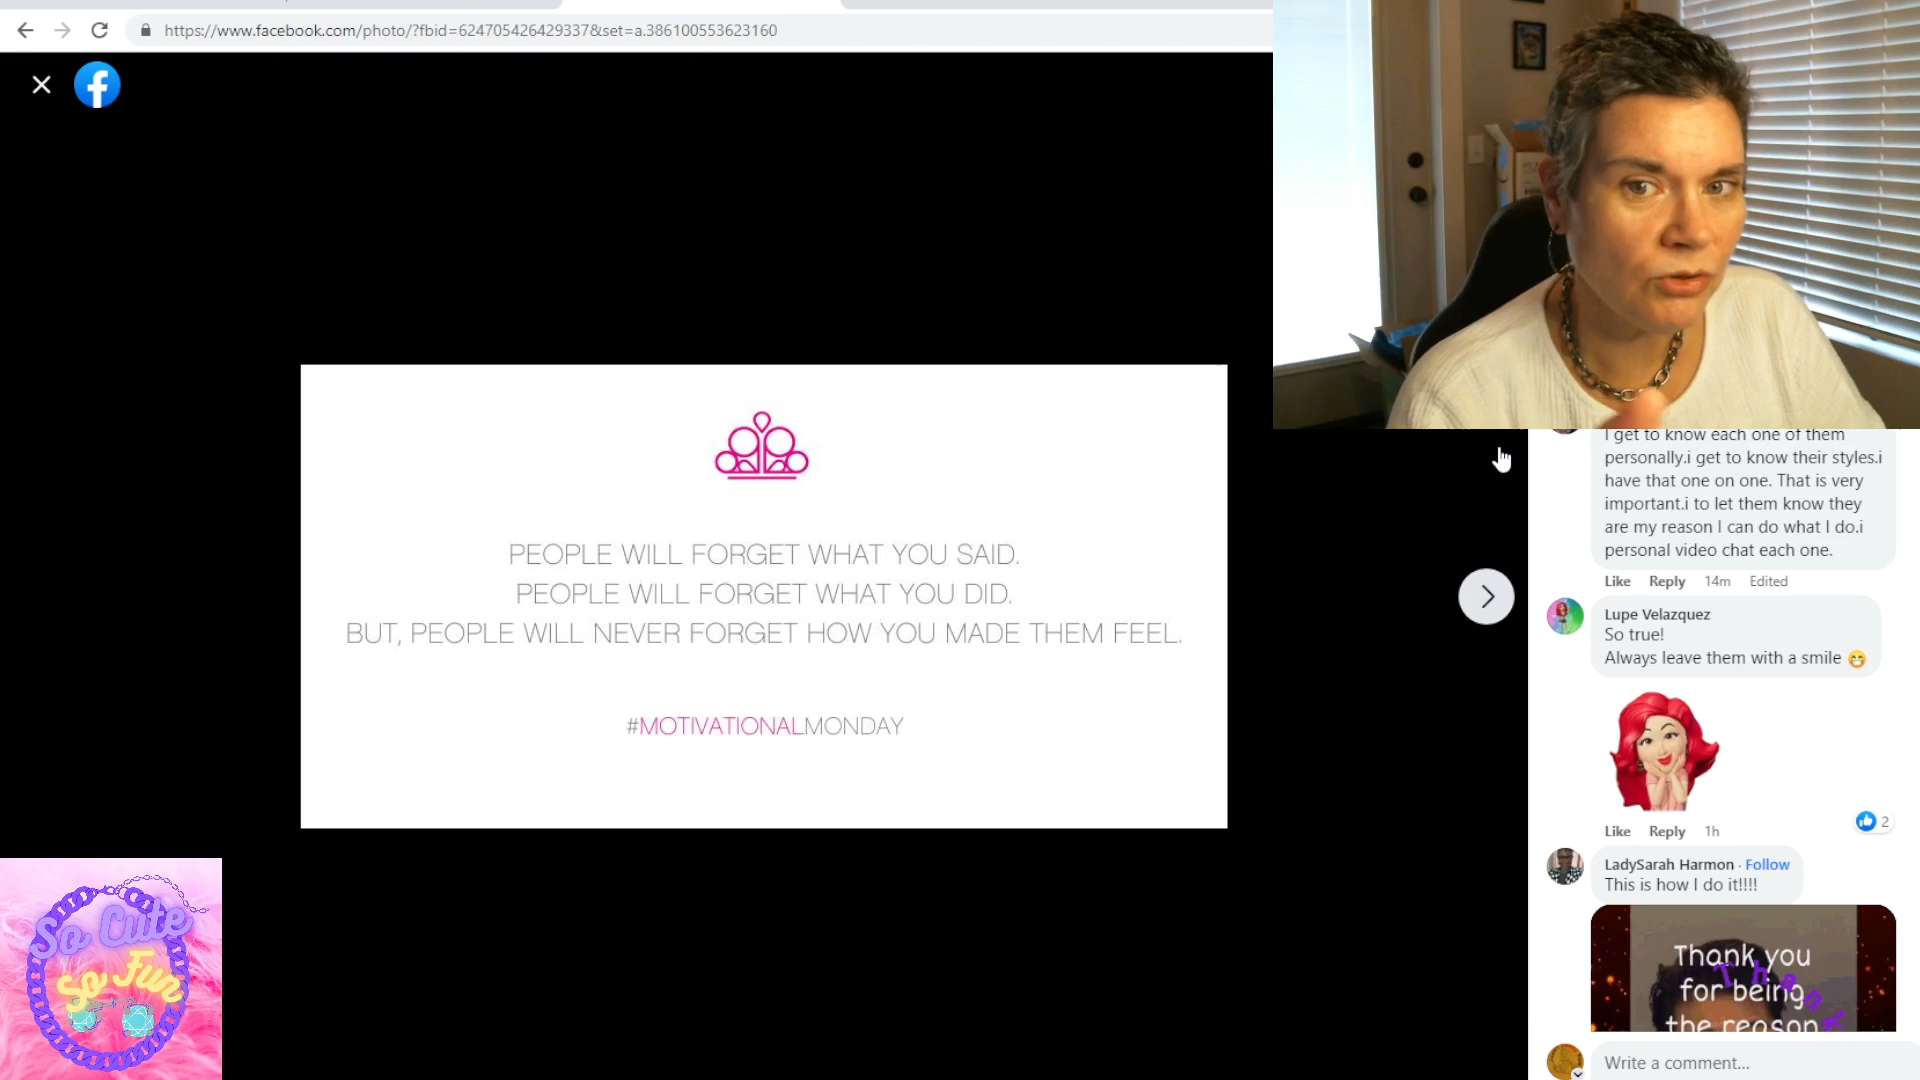 https://www.facebook.com/photo/?fbid=624705426429337&set=a.386100553623160
PEOPLE WILL FORGET WHAT YOU SAID.
PEOPLE WILL FORGET WHAT YOU DID.
BUT, PEOPLE WILL NEVER FORGET HOW YOU MADE THEM FEEL.
#MOTIVATIONALMONDAY
I get to know each one of them
personally.i get to know their styles.i
have that one on one. That is very
important.i to let them know they
are my reason I can do what I do.i
personal video chat each one.
Like Reply 14m Edited
Lupe Velazquez
So true!
Always leave them with a smile 😁
Like Reply 1h
2
LadySarah Harmon · Follow
This is how I do it!!!!
Thank you
for being
the reason
Thank
Write a comment...
So Cute
So Fun